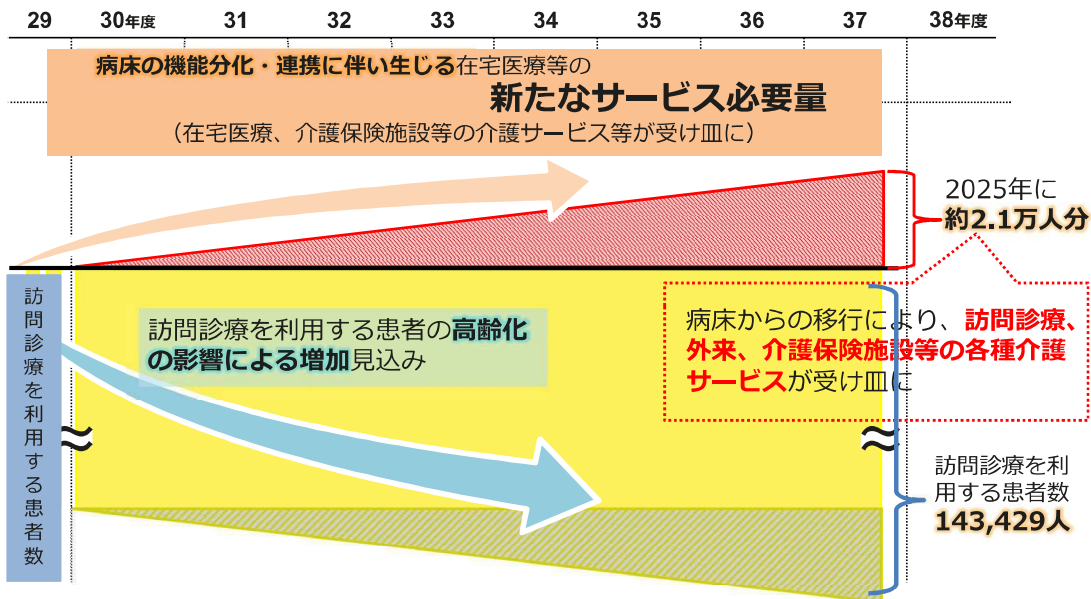 29 30年度 31 32 33 34 35 36 37 38年度
病床の機能分化・連携に伴い生じる在宅医療等の
新たなサービス必要量
（在宅医療、介護保険施設等の介護サービス等が受け皿に）
2025年に
約2.1万人分
訪問診療を利用する患者数
訪問診療を利用する患者の高齢化
の影響による増加見込み
病床からの移行により、訪問診療、
外来、介護保険施設等の各種介護
サービスが受け皿に
訪問診療を利
用する患者数
143,429人